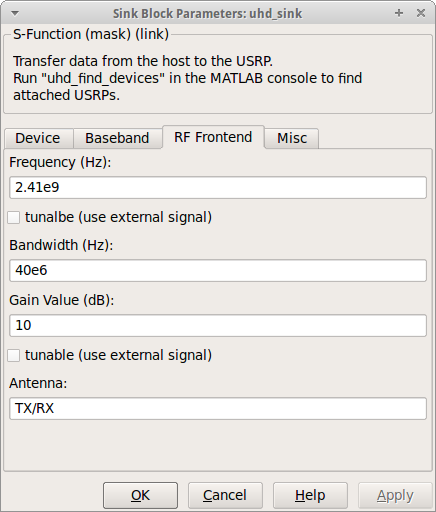 Sink Block Parameters: uhd_sink
S-Function (mask) (link)
Transfer data from the host to the USRP.
Run "uhd_find_devices" in the MATLAB console to find
attached USRPs.
Device Baseband RF Frontend Misc
Frequency (Hz):
2.41e9
tunalbe (use external signal)
Bandwidth (Hz):
40e6
Gain Value (dB):
10
tunable (use external signal)
Antenna:
TX/RX
OK Cancel Help Apply